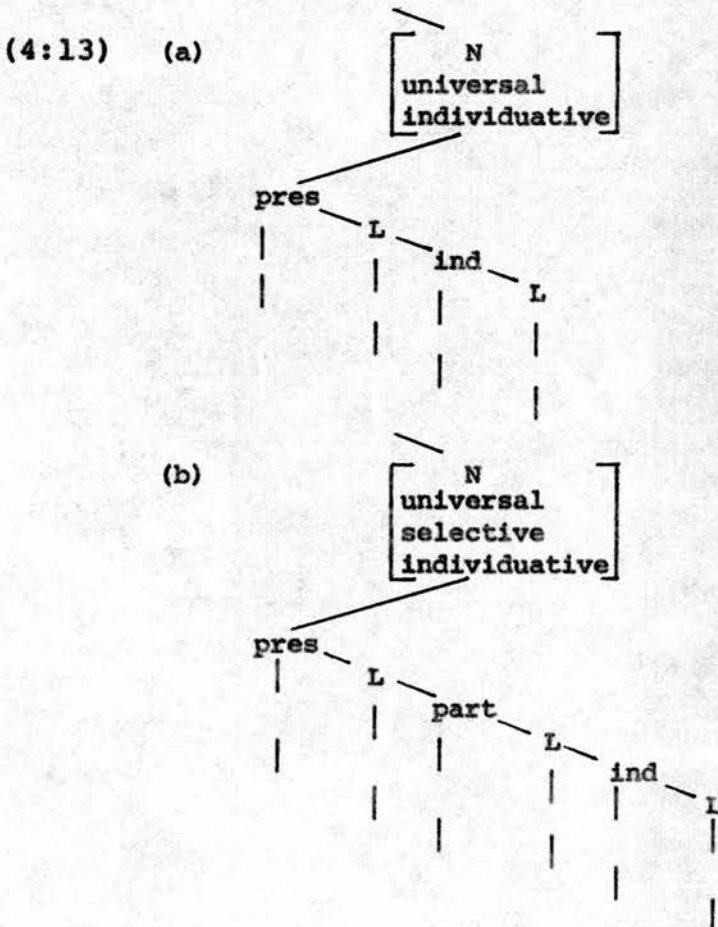 (4:13) (a)
N
universal
individuative
pres
L
ind
L
(b)
N
universal
selective
individuative
pres
L
part
L
ind
L